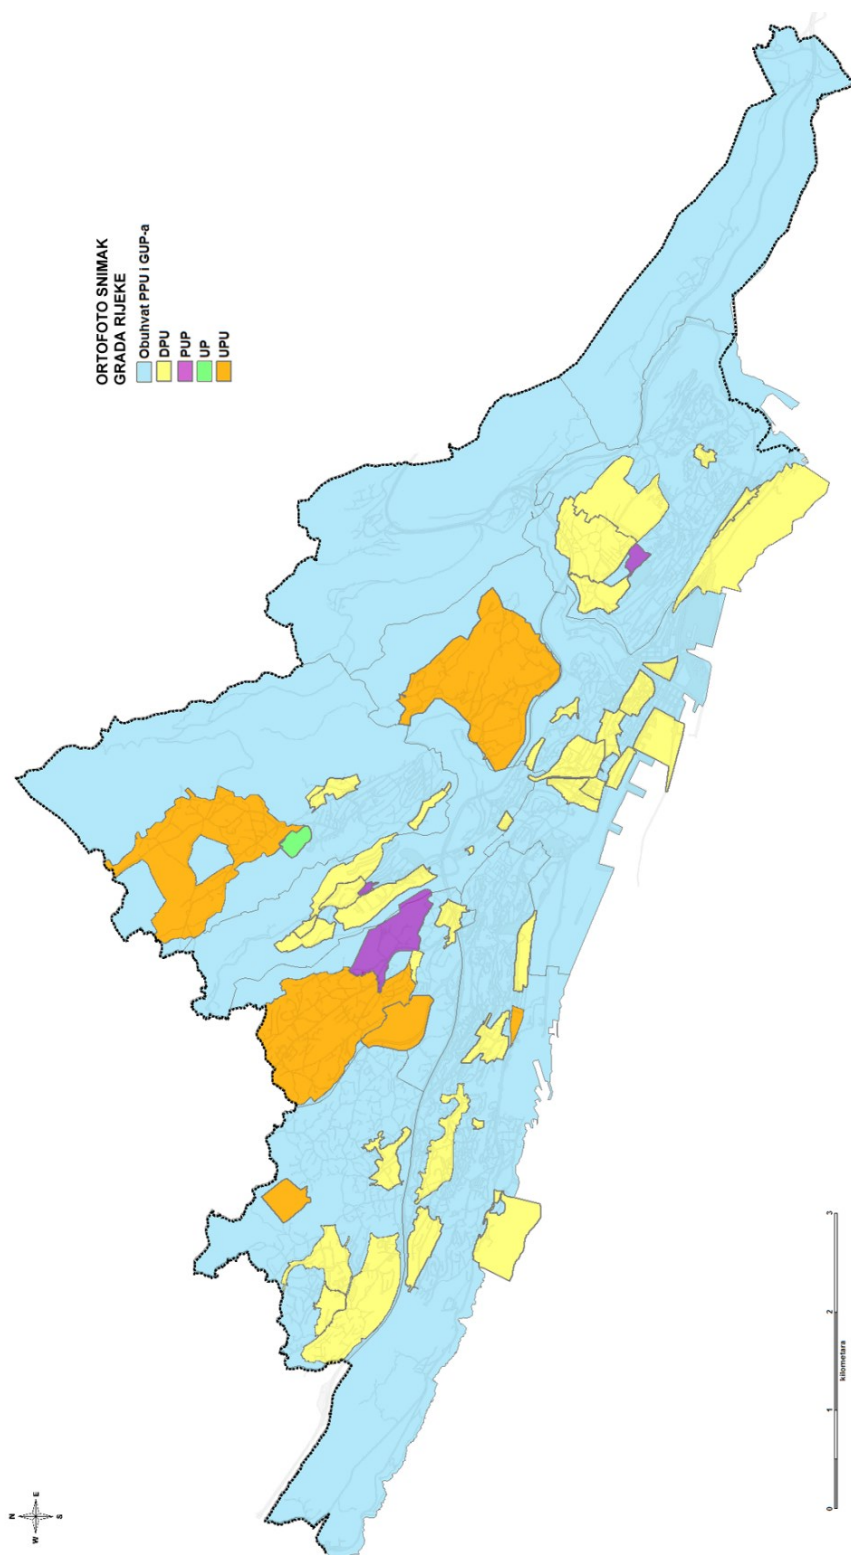 ORTOFOTO SNIMAK
GRADA RIJEKE
Obuhvat PPU i GUP-a
DPU
PUP
UP
UPU
N
W E
S
0 1 2 3
kilometara